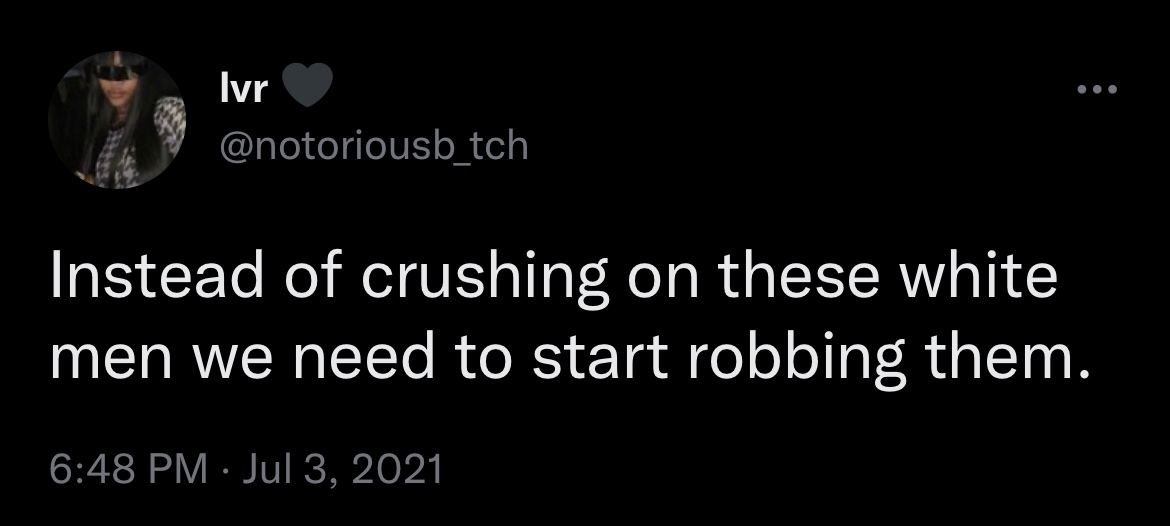 lvr 🖤
@notoriousb_tch
Instead of crushing on these white
men we need to start robbing them.
6:48 PM · Jul 3, 2021